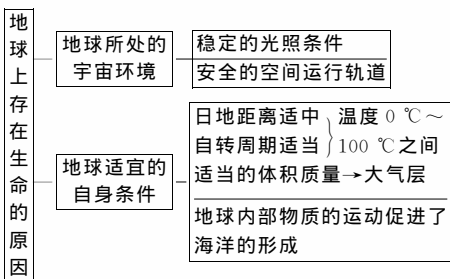 地球上存在生命的原因
地球所处的
宇宙环境
稳定的光照条件
安全的空间运行轨道
地球适宜的
自身条件
日地距离适中
自转周期适当
温度 0 ℃～
100 ℃之间
适当的体积质量→大气层
地球内部物质的运动促进了
海洋的形成